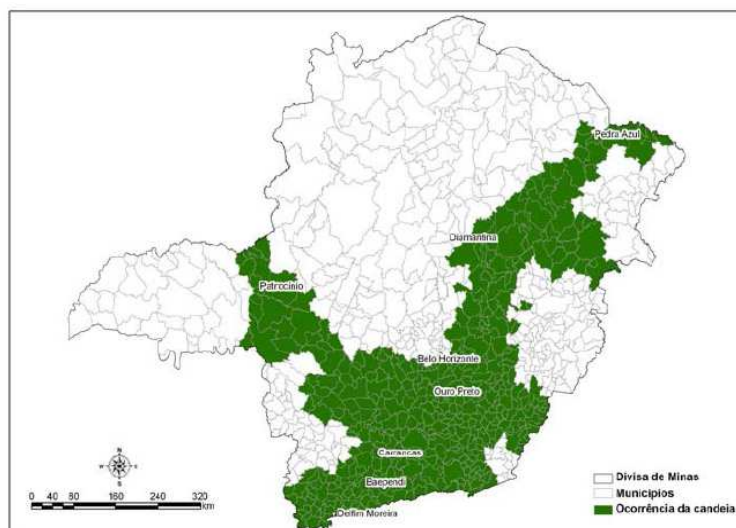 Pedra Azul
Diamantina
Patrocínio
Belo Horizonte
Ouro Preto
Carrancas
Baependi
Delfim Moreira
N
W
E
S
0 40 80 160 240 320
km
Divisa de Minas
Municípios
Ocorrência da candeia